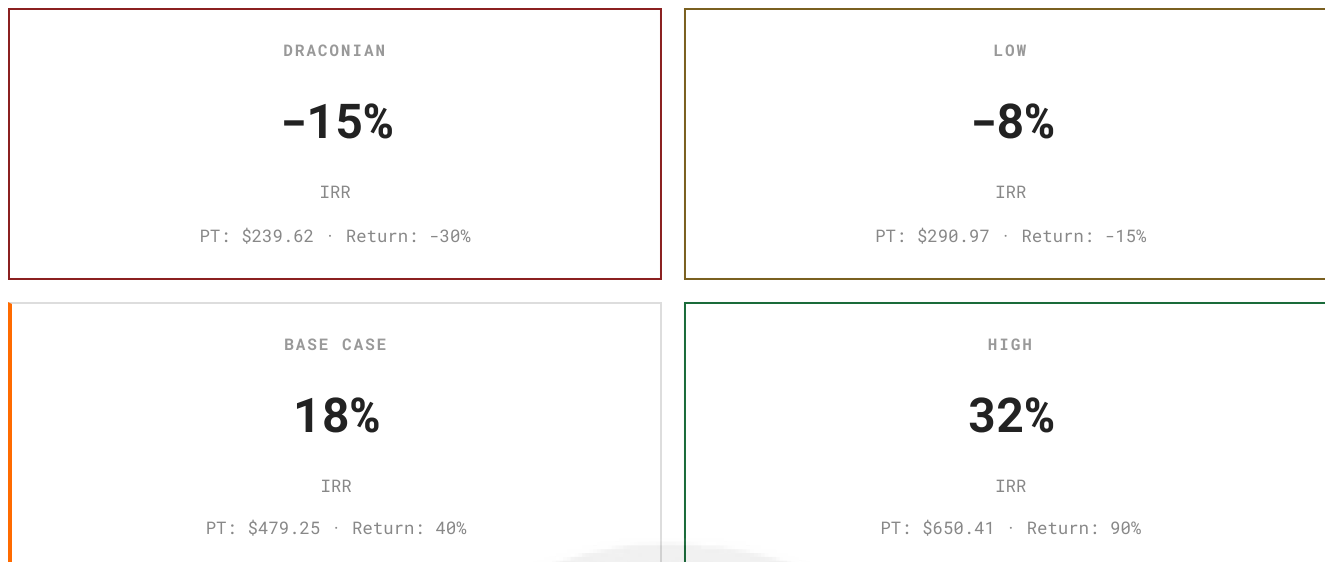 DRACONIAN
−15%
IRR
PT: $239.62 · Return: −30%
LOW
−8%
IRR
PT: $290.97 · Return: −15%
BASE CASE
18%
IRR
PT: $479.25 · Return: 40%
HIGH
32%
IRR
PT: $650.41 · Return: 90%